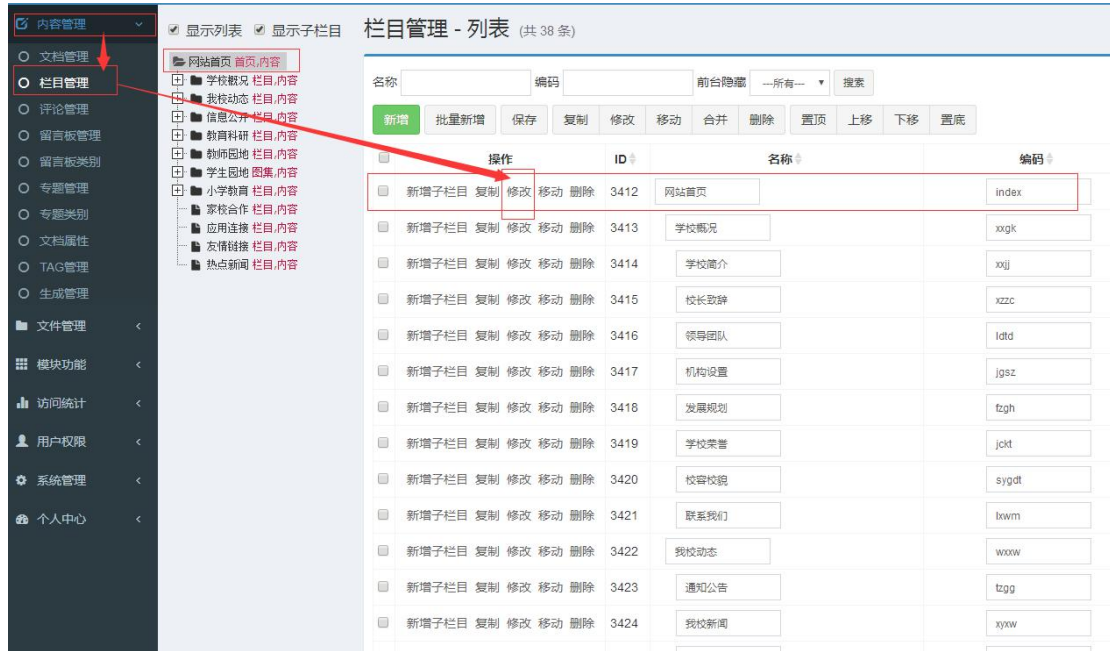 内容管理
文档管理
栏目管理
评论管理
留言板管理
留言板类别
专题管理
专题类别
文档属性
TAG管理
生成管理
文件管理
模块功能
访问统计
用户权限
系统管理
个人中心
显示列表 显示子栏目
网站首页 首页,内容
学校概况 栏目,内容
我校动态 栏目,内容
信息公开 栏目,内容
教育科研 栏目,内容
教师园地 栏目,内容
学生园地 图集,内容
小学教育 栏目,内容
家校合作 栏目,内容
应用连接 栏目,内容
友情链接 栏目,内容
热点新闻 栏目,内容
栏目管理 - 列表 (共 38 条)
名称 编码 前台隐藏 ---所有--- 搜索
新增 批量新增 保存 复制 修改 移动 合并 删除 置顶 上移 下移 置底
操作 ID 名称 编码
新增子栏目 复制 修改 移动 删除 3412 网站首页 index
新增子栏目 复制 修改 移动 删除 3413 学校概况 xxgk
新增子栏目 复制 修改 移动 删除 3414 学校简介 xxjj
新增子栏目 复制 修改 移动 删除 3415 校长致辞 xzzc
新增子栏目 复制 修改 移动 删除 3416 领导团队 ldtd
新增子栏目 复制 修改 移动 删除 3417 机构设置 jgsz
新增子栏目 复制 修改 移动 删除 3418 发展规划 fzgh
新增子栏目 复制 修改 移动 删除 3419 学校荣誉 jckt
新增子栏目 复制 修改 移动 删除 3420 校容校貌 sygdt
新增子栏目 复制 修改 移动 删除 3421 联系我们 lxwm
新增子栏目 复制 修改 移动 删除 3422 我校动态 wxxw
新增子栏目 复制 修改 移动 删除 3423 通知公告 tzgg
新增子栏目 复制 修改 移动 删除 3424 我校新闻 xyxw